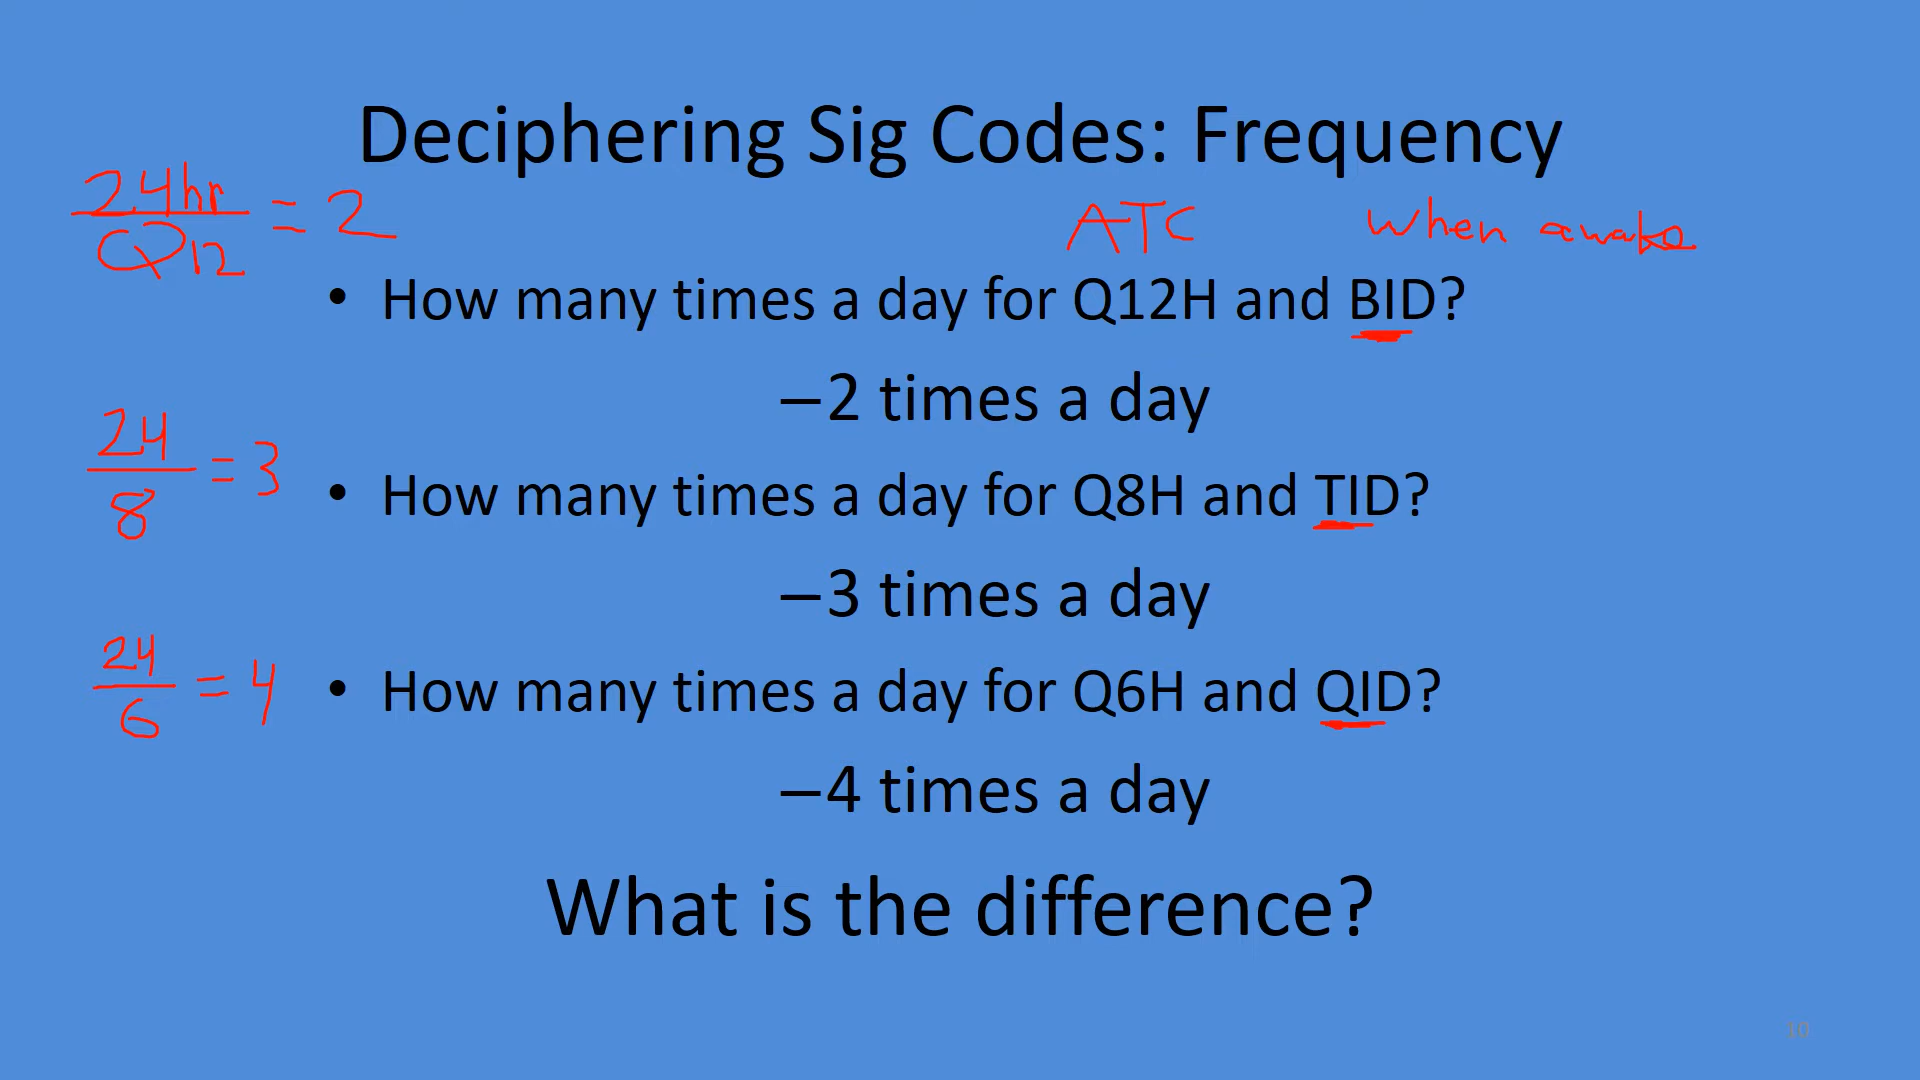 Deciphering Sig Codes: Frequency
24hr
Q12
= 2
ATC
When awake
• How many times a day for Q12H and BID?
–2 times a day
24
8
= 3
• How many times a day for Q8H and TID?
–3 times a day
24
6
= 4
• How many times a day for Q6H and QID?
–4 times a day
What is the difference?
10